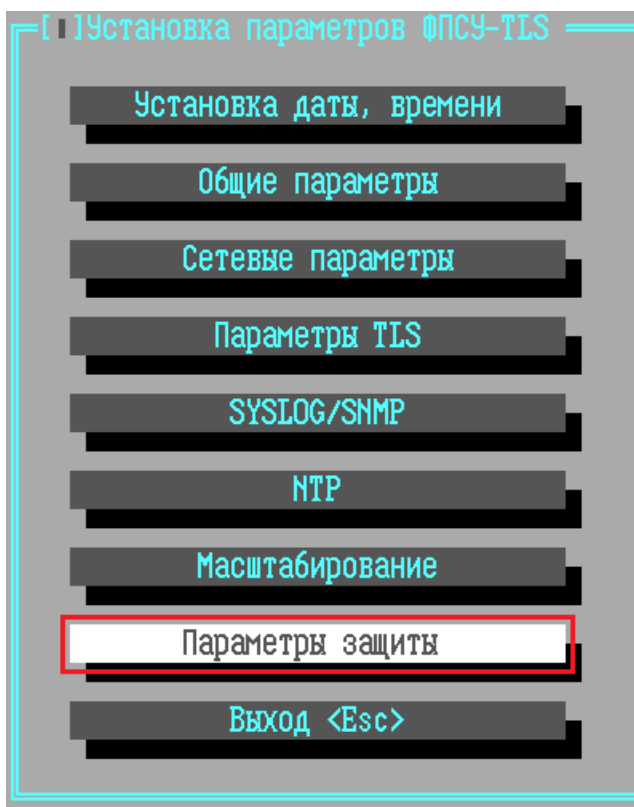 [▮]Установка параметров ФПСУ-TLS
Установка даты, времени
Общие параметры
Сетевые параметры
Параметры TLS
SYSLOG/SNMP
NTP
Масштабирование
Параметры защиты
Выход <Esc>